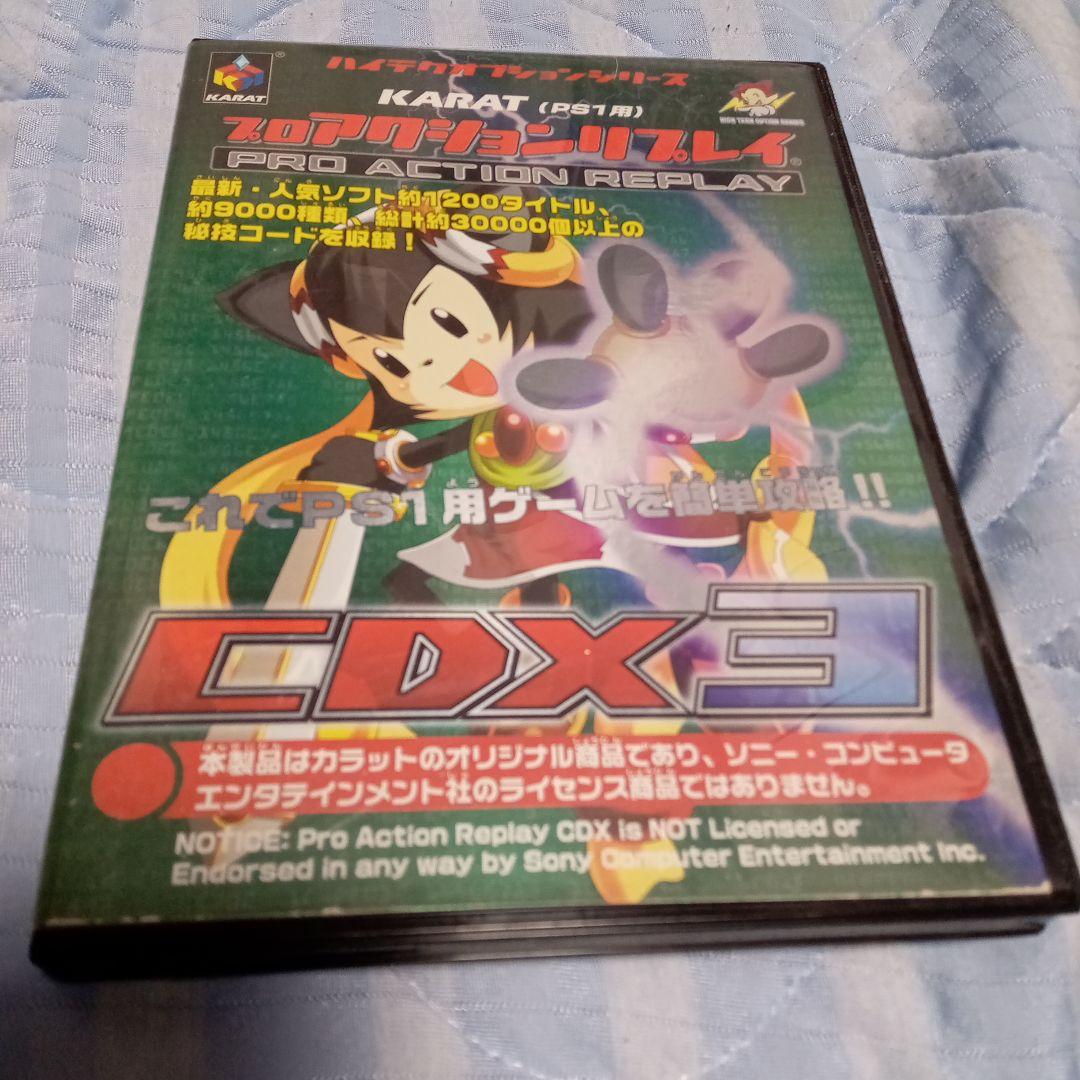 ハイテクオプションシリーズ
KARAT
KARAT (PS1用)
HIGH TECH OPTION SERIES
プロアクションリプレイ®
PRO ACTION REPLAY
最新・人気ソフト約1200タイトル、
約9000種類、総計約30000個以上の
秘技コードを収録!
これでPS1用ゲームを簡単攻略!!
CDX3
本製品はカラットのオリジナル商品であり、ソニー・コンピュータ
エンタテインメント社のライセンス商品ではありません。
NOTICE: Pro Action Replay CDX is NOT Licensed or
Endorsed in any way by Sony Computer Entertainment Inc.